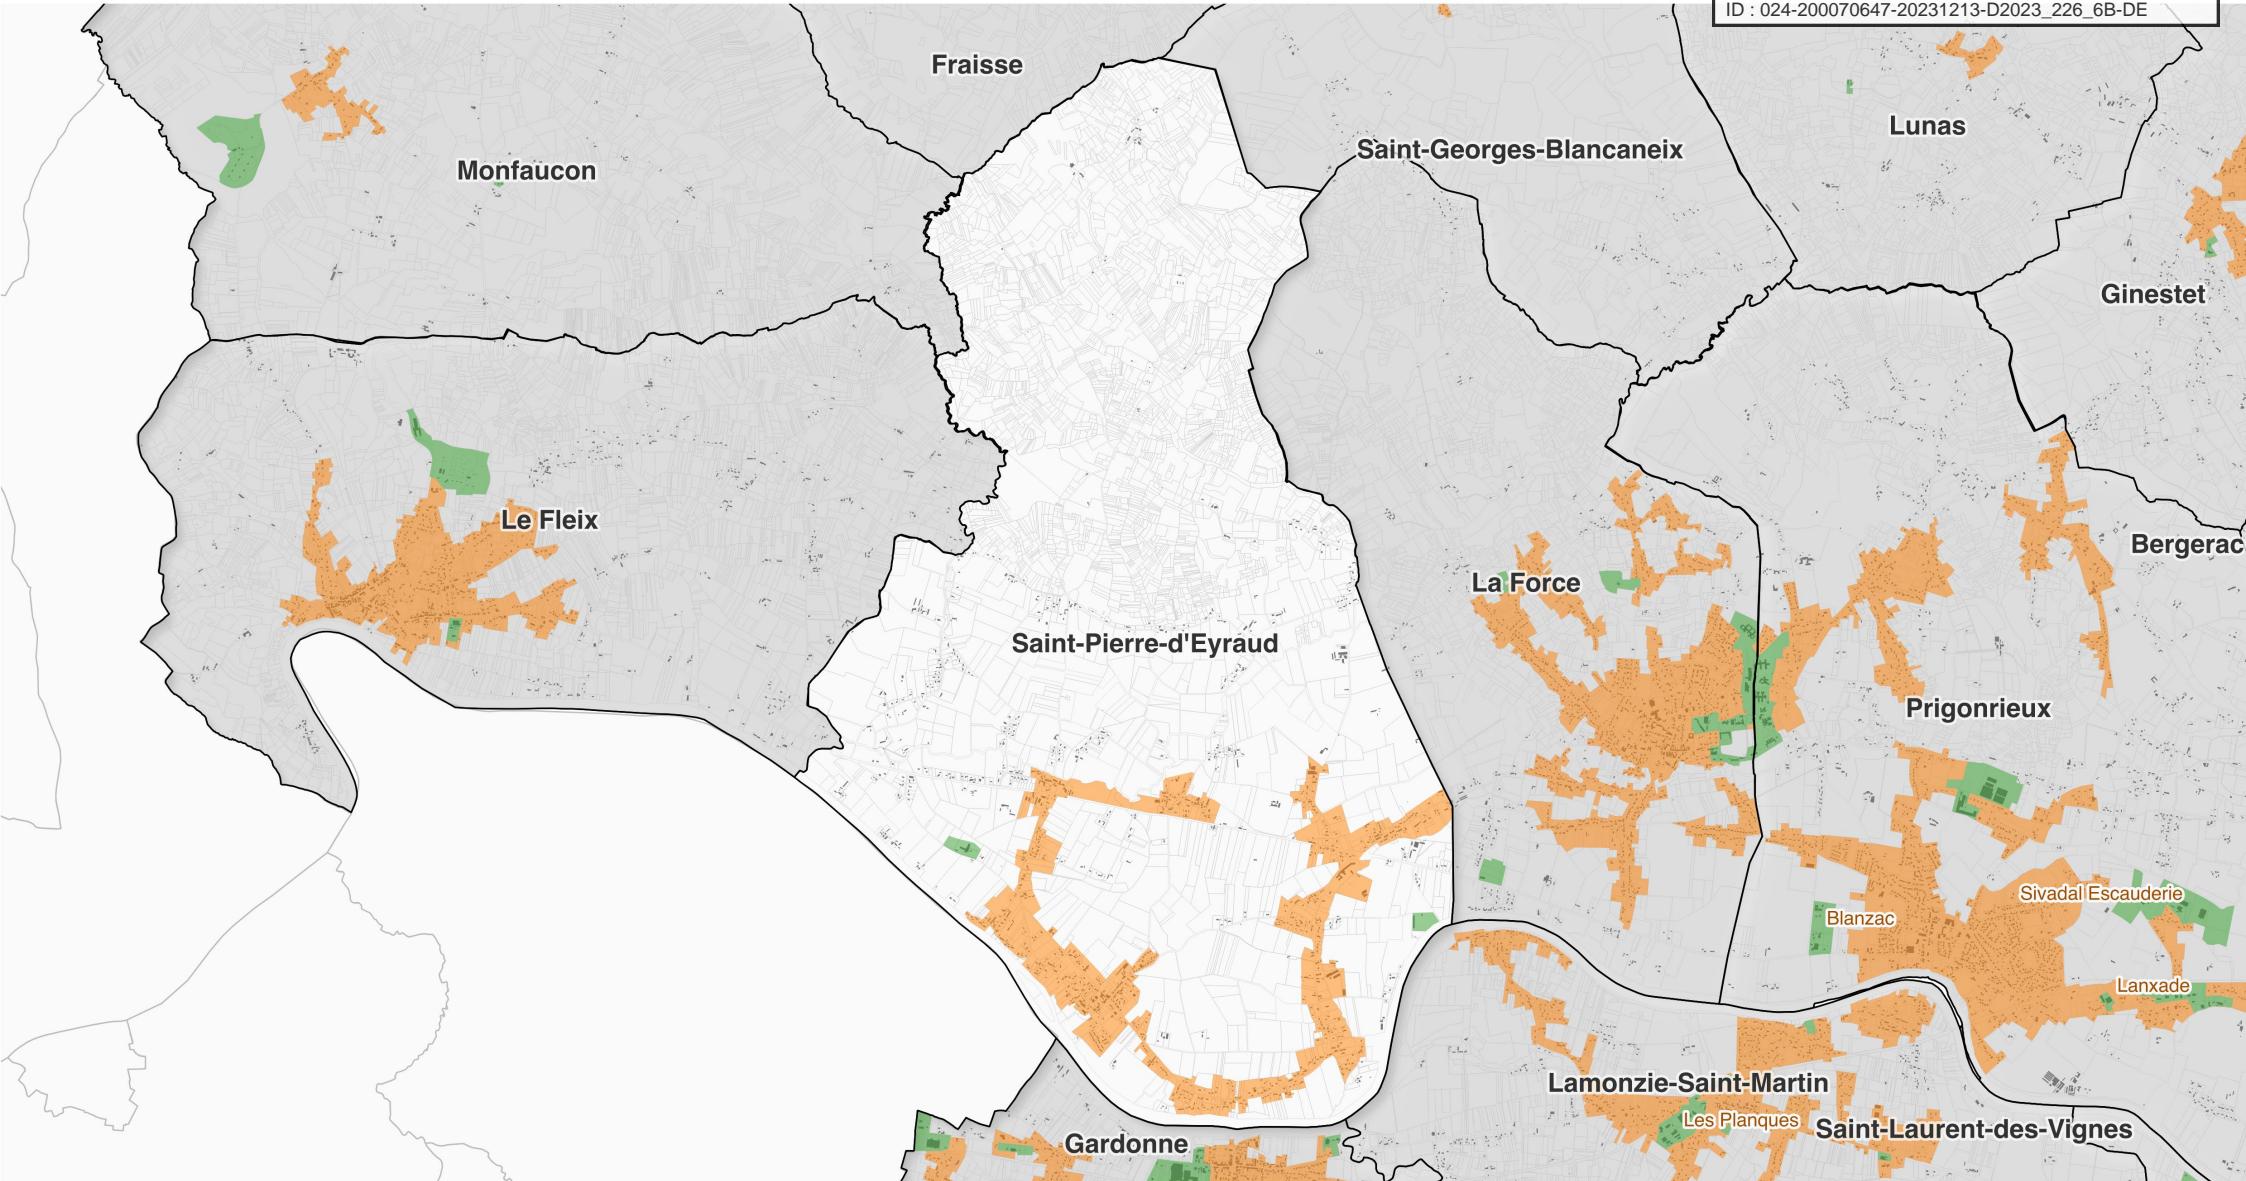 ID : 024-200070647-20231213-D2023_226_6B-DE
Fraisse
Lunas
Saint-Georges-Blancaneix
Monfaucon
Ginestet
Le Fleix
Bergerac
La Force
Saint-Pierre-d'Eyraud
Prigonrieux
Sivadal Escauderie
Blanzac
Lanxade
Lamonzie-Saint-Martin
Les Planques
Saint-Laurent-des-Vignes
Gardonne